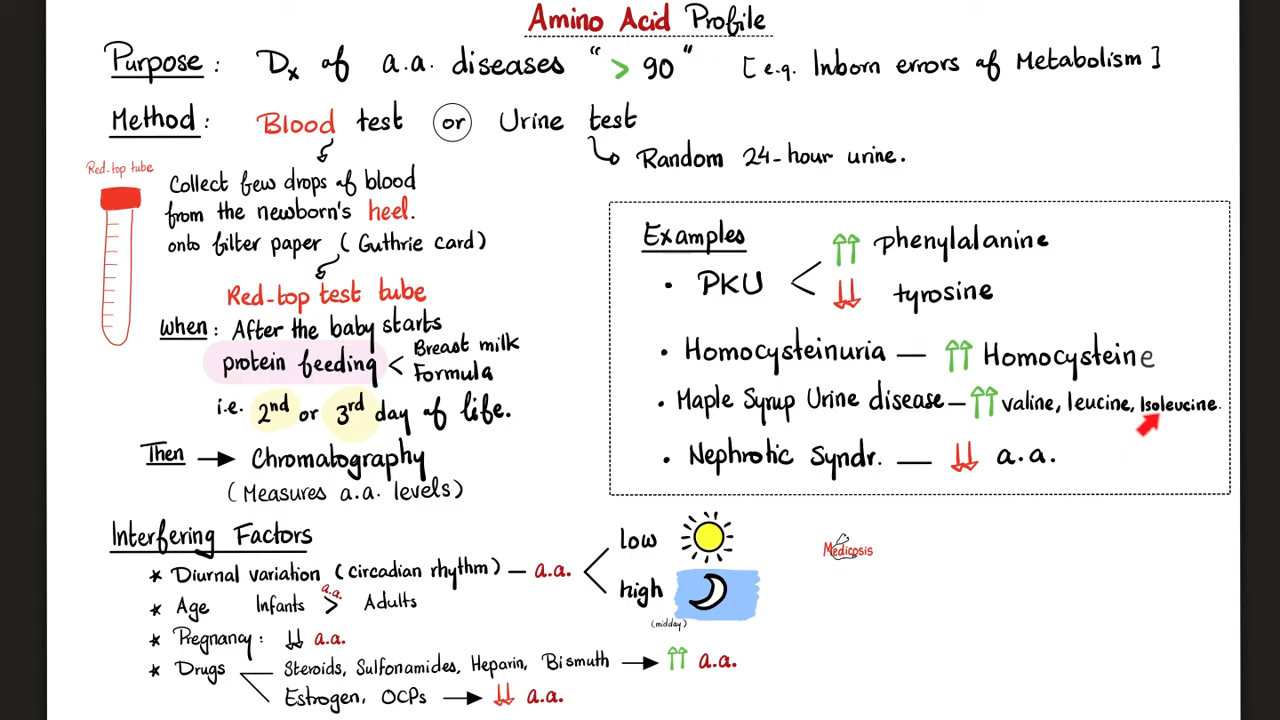 Amino Acid Profile
Purpose: Dx of a.a. diseases “> 90” [e.g. Inborn errors of Metabolism]
Method: Blood test or Urine test
Random 24-hour urine.
Red-top tube
Collect few drops of blood
from the newborn's heel.
onto filter paper (Guthrie card)
Red-top test tube
When: After the baby starts
protein feeding < Breast milk
Formula
i.e. 2nd or 3rd day of life.
Then → Chromatography
(Measures a.a. levels)
Examples
• PKU < ↑↑ phenylalanine
↓↓ tyrosine
• Homocysteinuria — ↑↑ Homocysteine
• Maple Syrup Urine disease — ↑↑ valine, leucine, Isoleucine.
• Nephrotic Syndr. — ↓↓ a.a.
Interfering Factors
* Diurnal variation (circadian rhythm) — a.a. < low
high
(midday)
* Age Infants > Adults
a.a.
* Pregnancy: ↓↓ a.a.
* Drugs — Steroids, Sulfonamides, Heparin, Bismuth → ↑↑ a.a.
Estrogen, OCPs → ↓↓ a.a.
Medicosis